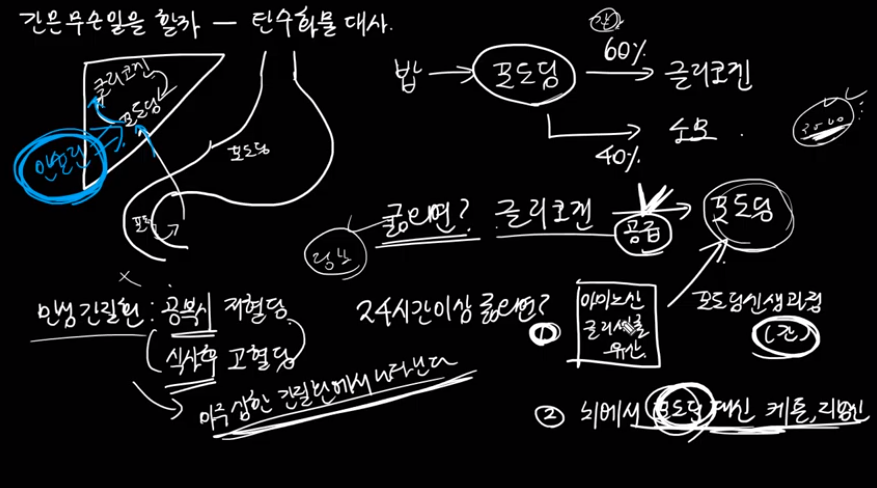 간은 무슨 일을 할까 – 탄수화물 대사.
글리코겐
포도당
인슐린
포도당
포도
밥 → 포도당 → 60% 글리코겐
간
40% 소모.
굶으면? 글리코겐 → 공급 포도당
당뇨
만성 간질환 : 공복시 저혈당
식사후 고혈당
→ 아주 심한 간질환에서 나타난다
24시간 이상 굶으면?
① 아미노산
글리세롤
유산.
포도당 신생과정
(간)
② 뇌에서 포도당 대신 케톤,